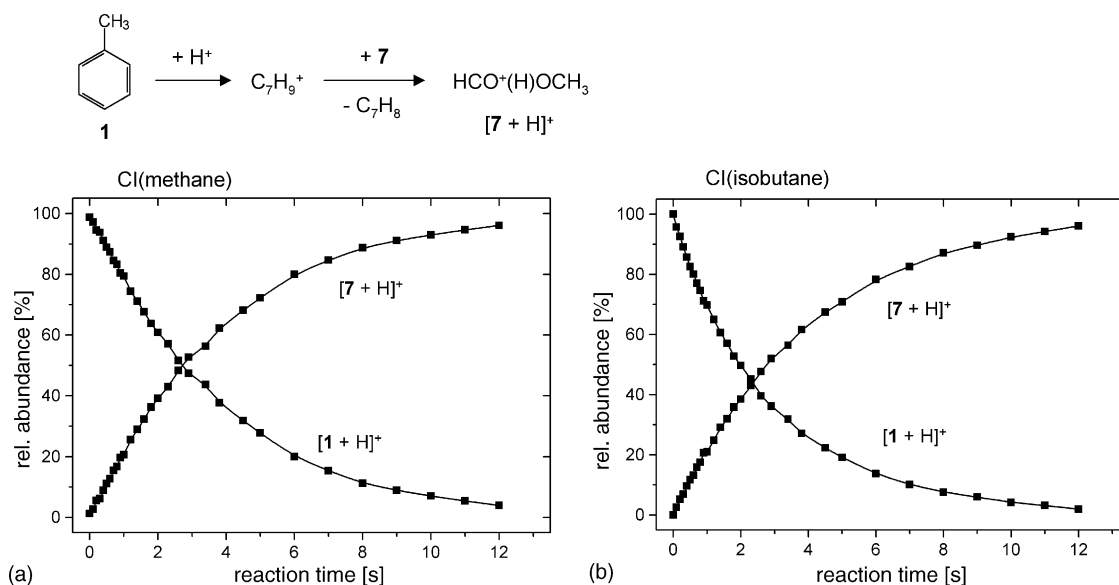 CH₃
+ H⁺
+ 7
C₇H₉⁺
HCO⁺(H)OCH₃
- C₇H₈
1
[7 + H]⁺
CI(methane)
100
80
60
40
20
0
rel. abundance [%]
[7 + H]⁺
[1 + H]⁺
0 2 4 6 8 10 12
reaction time [s]
(a)
CI(isobutane)
100
80
60
40
20
0
rel. abundance [%]
[7 + H]⁺
[1 + H]⁺
0 2 4 6 8 10 12
reaction time [s]
(b)